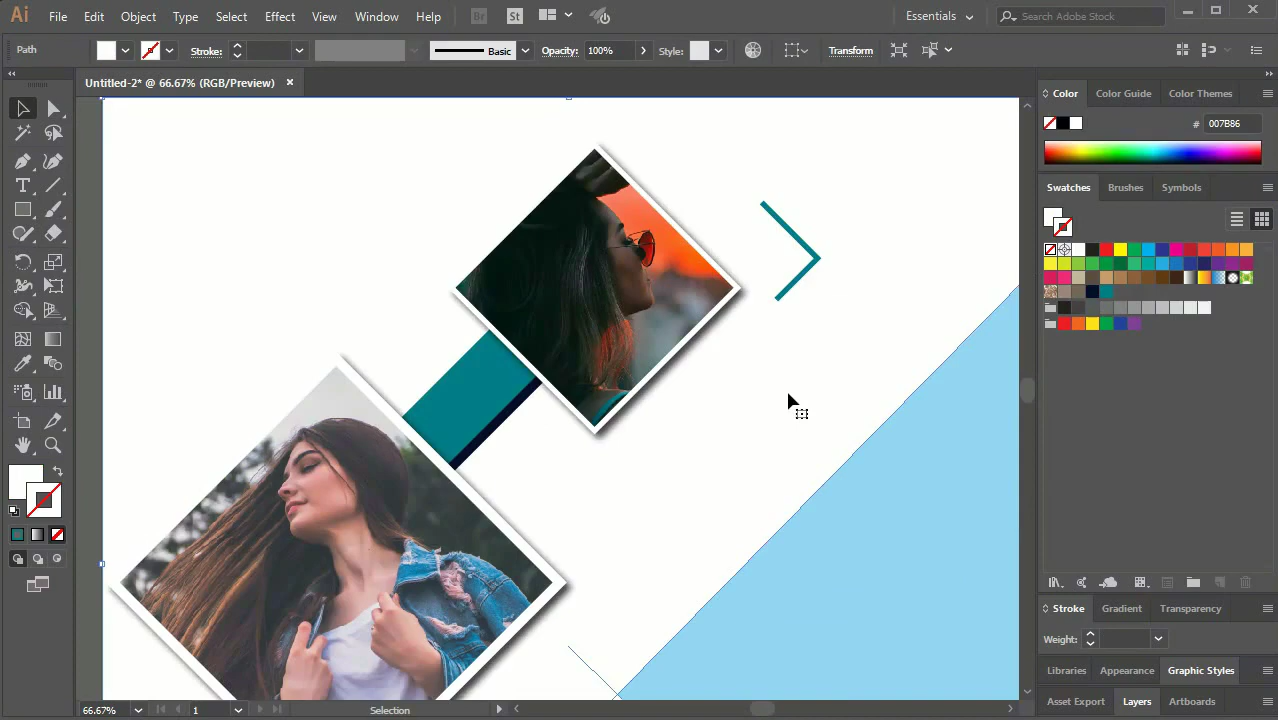 Ai File Edit Object Type Select Effect View Window Help Br St Essentials Search Adobe Stock
Path Stroke: Basic Opacity: 100% Style: Transform
Untitled-2* @ 66.67% (RGB/Preview)
Color Color Guide Color Themes
# 007B86
Swatches Brushes Symbols
Stroke Gradient Transparency
Weight:
Libraries Appearance Graphic Styles
Asset Export Layers Artboards
66.67% 1 Selection